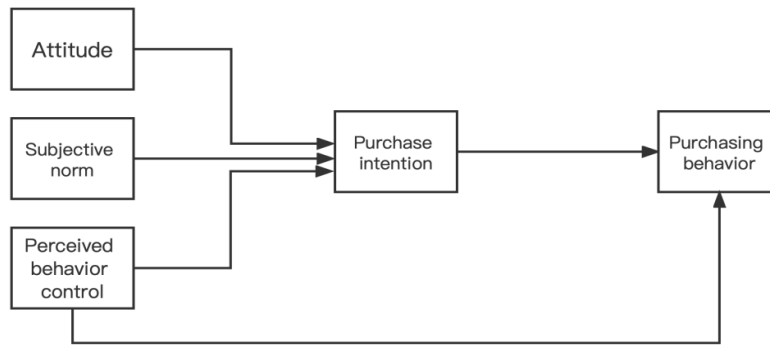 Attitude
Subjective
norm
Perceived
behavior
control
Purchase
intention
Purchasing
behavior